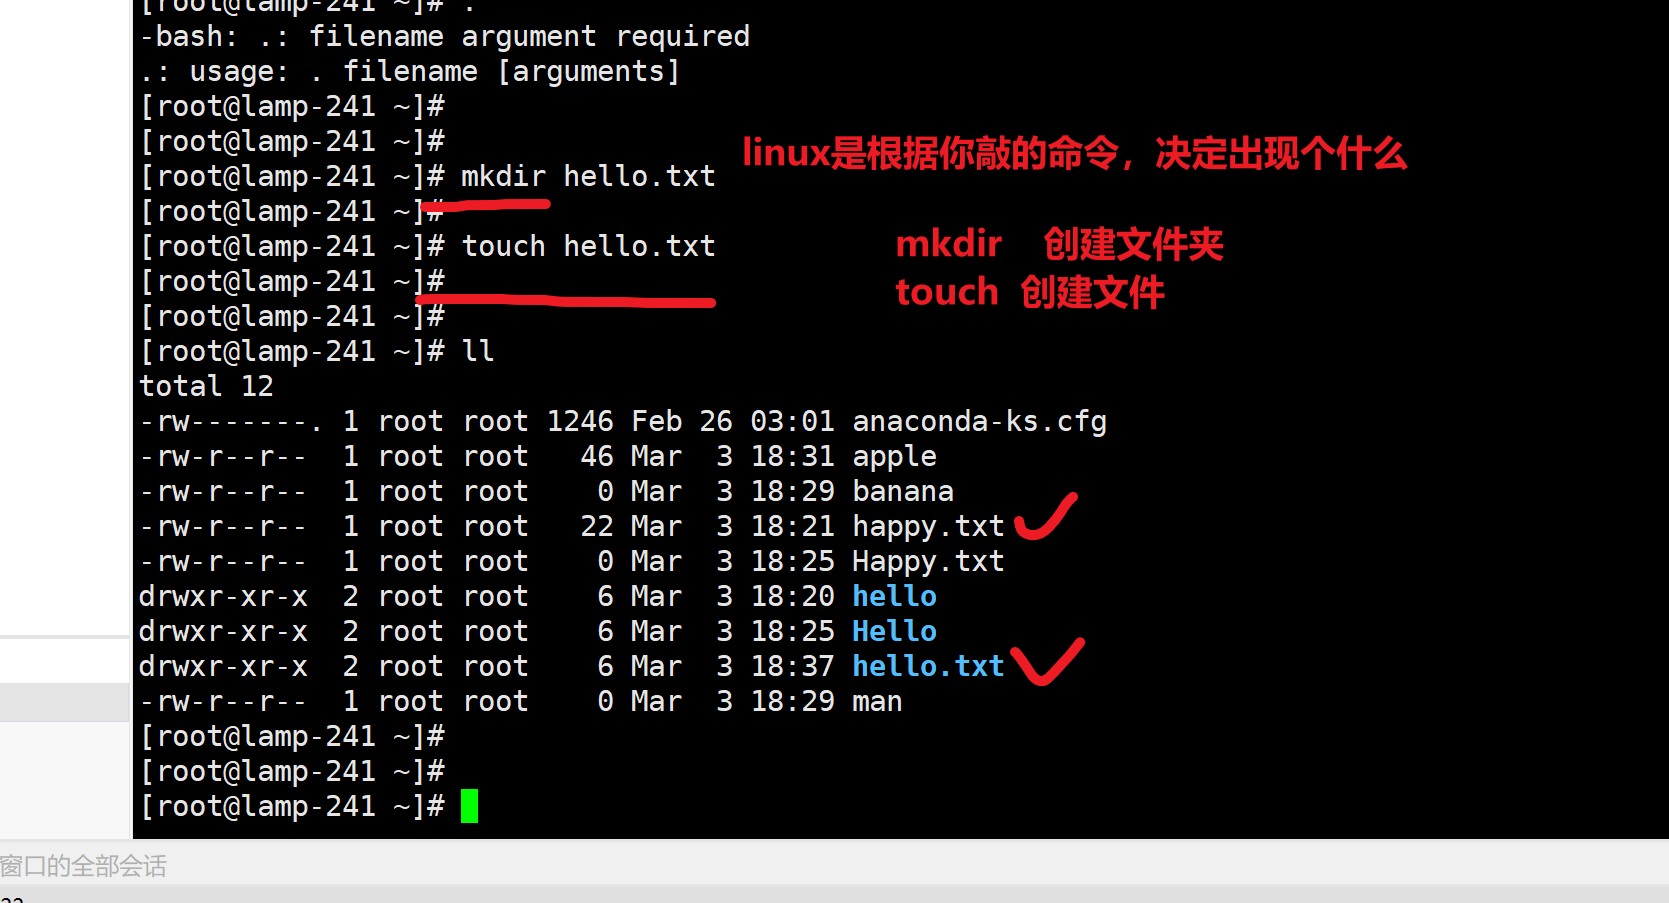 [root@lamp-241 ~]# .
-bash: .: filename argument required
.: usage: . filename [arguments]
[root@lamp-241 ~]#
[root@lamp-241 ~]#
linux是根据你敲的命令，决定出现个什么
[root@lamp-241 ~]# mkdir hello.txt
[root@lamp-241 ~]#
[root@lamp-241 ~]# touch hello.txt
mkdir 创建文件夹
[root@lamp-241 ~]#
touch 创建文件
[root@lamp-241 ~]#
[root@lamp-241 ~]# ll
total 12
-rw-------. 1 root root 1246 Feb 26 03:01 anaconda-ks.cfg
-rw-r--r--  1 root root   46 Mar  3 18:31 apple
-rw-r--r--  1 root root    0 Mar  3 18:29 banana
-rw-r--r--  1 root root   22 Mar  3 18:21 happy.txt
-rw-r--r--  1 root root    0 Mar  3 18:25 Happy.txt
drwxr-xr-x  2 root root    6 Mar  3 18:20 hello
drwxr-xr-x  2 root root    6 Mar  3 18:25 Hello
drwxr-xr-x  2 root root    6 Mar  3 18:37 hello.txt
-rw-r--r--  1 root root    0 Mar  3 18:29 man
[root@lamp-241 ~]#
[root@lamp-241 ~]#
[root@lamp-241 ~]#
窗口的全部会话